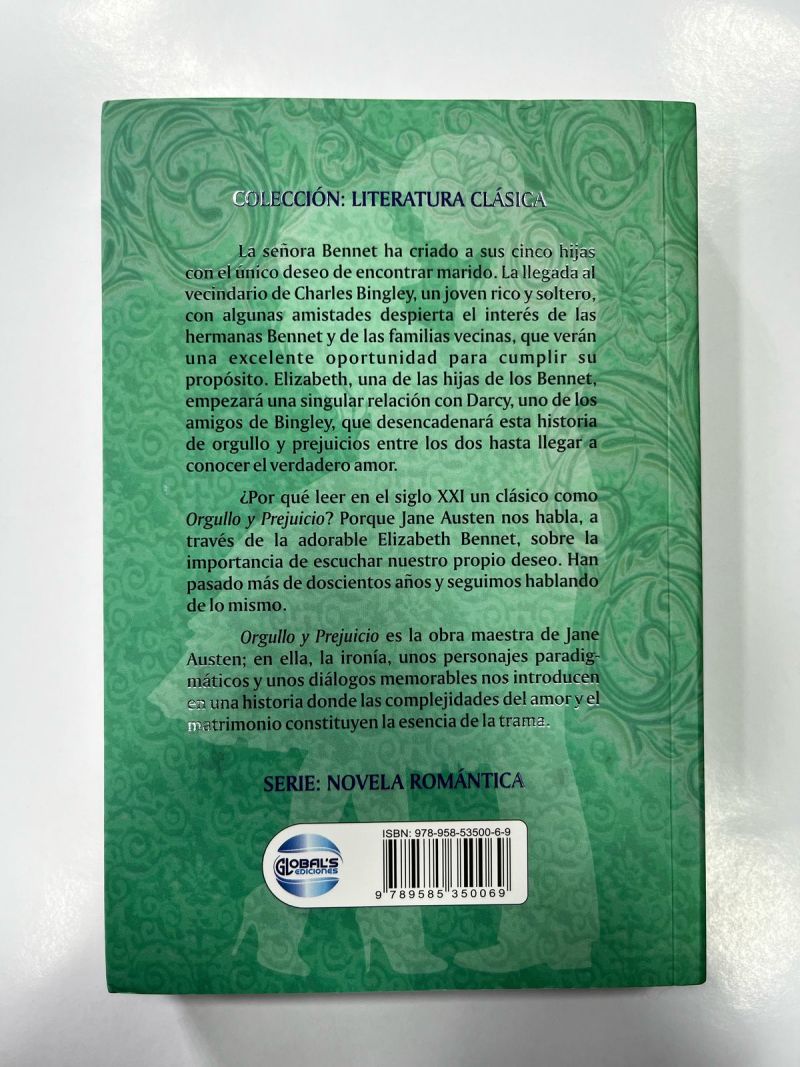 COLECCIÓN: LITERATURA CLÁSICA
La señora Bennet ha criado a sus cinco hijas
con el único deseo de encontrar marido. La llegada al
vecindario de Charles Bingley, un joven rico y soltero,
con algunas amistades despierta el interés de las
hermanas Bennet y de las familias vecinas, que verán
una excelente oportunidad para cumplir su
propósito. Elizabeth, una de las hijas de los Bennet,
empezará una singular relación con Darcy, uno de los
amigos de Bingley, que desencadenará esta historia
de orgullo y prejuicios entre los dos hasta llegar a
conocer el verdadero amor.
¿Por qué leer en el siglo XXI un clásico como
Orgullo y Prejuicio? Porque Jane Austen nos habla, a
través de la adorable Elizabeth Bennet, sobre la
importancia de escuchar nuestro propio deseo. Han
pasado más de doscientos años y seguimos hablando
de lo mismo.
Orgullo y Prejuicio es la obra maestra de Jane
Austen; en ella, la ironía, unos personajes paradig-
máticos y unos diálogos memorables nos introducen
en una historia donde las complejidades del amor y el
matrimonio constituyen la esencia de la trama.
SERIE: NOVELA ROMÁNTICA
GLOBAL'S
EDICIONES
ISBN: 978-958-53500-6-9
9 789585 350069